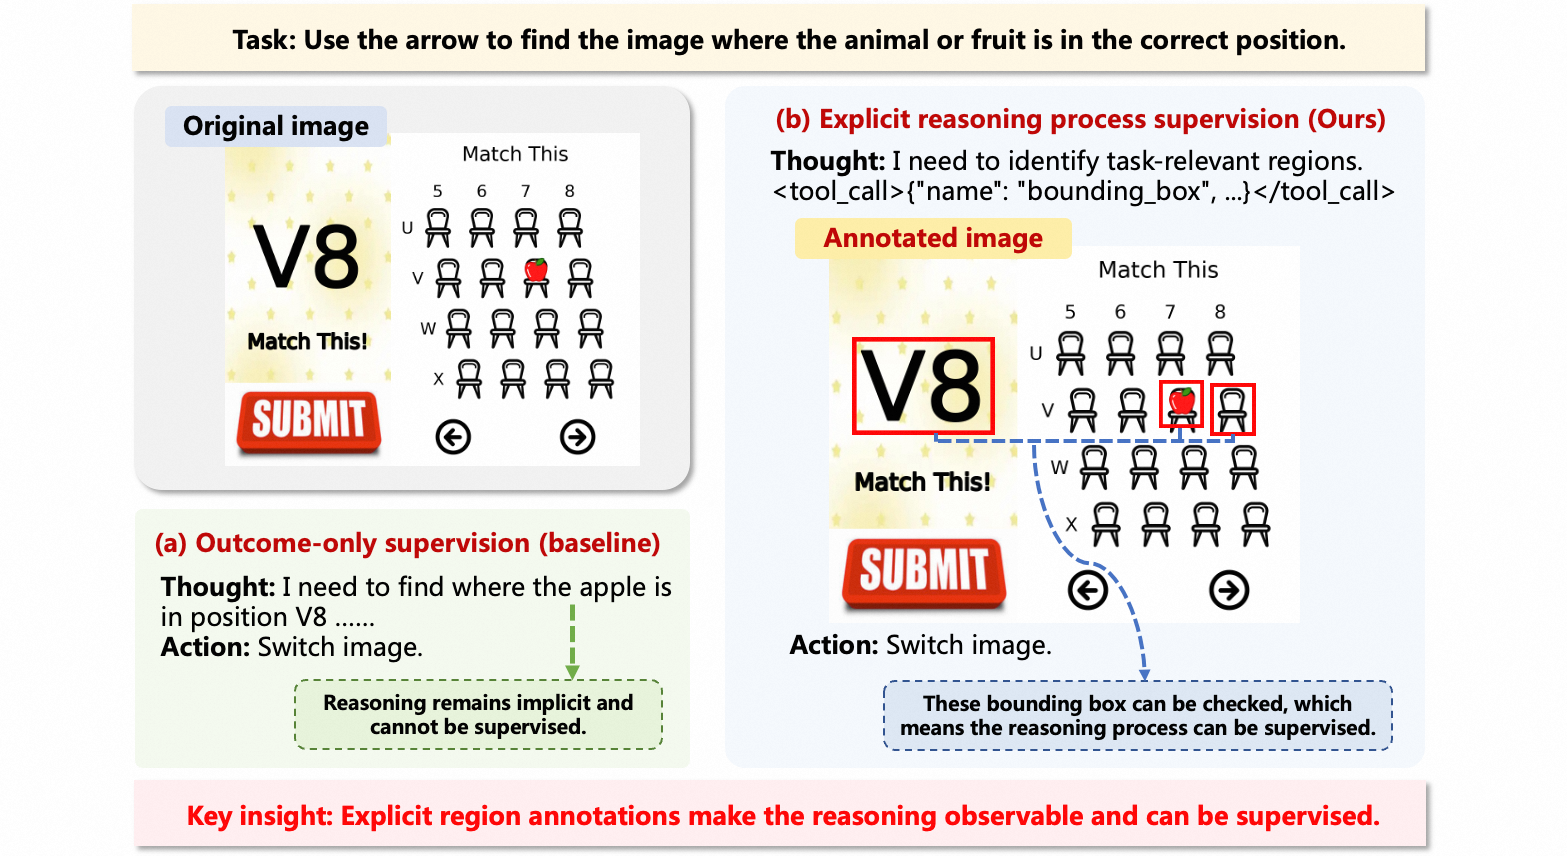 Task: Use the arrow to find the image where the animal or fruit is in the correct position.
Original image
Match This
5 6 7 8
V8
U
V
W
X
Match This!
SUBMIT
(a) Outcome-only supervision (baseline)
Thought: I need to find where the apple is
in position V8 ......
Action: Switch image.
Reasoning remains implicit and
cannot be supervised.
(b) Explicit reasoning process supervision (Ours)
Thought: I need to identify task-relevant regions.
<tool_call>{"name": "bounding_box", ...}</tool_call>
Annotated image
Match This
5 6 7 8
V8
U
V
W
X
Match This!
SUBMIT
Action: Switch image.
These bounding box can be checked, which
means the reasoning process can be supervised.
Key insight: Explicit region annotations make the reasoning observable and can be supervised.